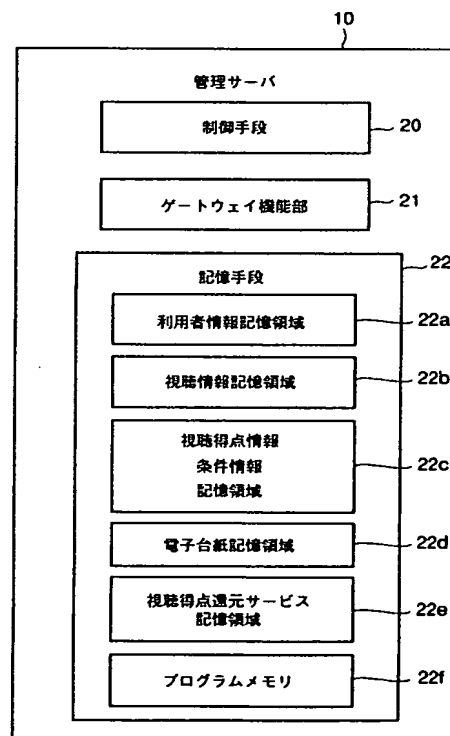 10
管理サーバ
制御手段
20
ゲートウェイ機能部
21
22
記憶手段
利用者情報記憶領域
22a
視聴情報記憶領域
22b
視聴得点情報
条件情報
記憶領域
22c
電子台紙記憶領域
22d
視聴得点還元サービス
記憶領域
22e
プログラムメモリ
22f